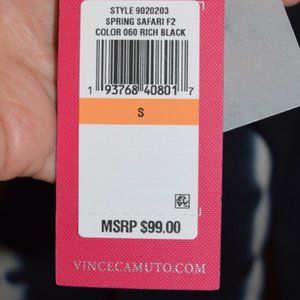 STYLE 9020203
SPRING SAFARI F2
COLOR 060 RICH BLACK
1 93768 40801 7
S
MSRP $99.00
VINCECAMUTO.COM